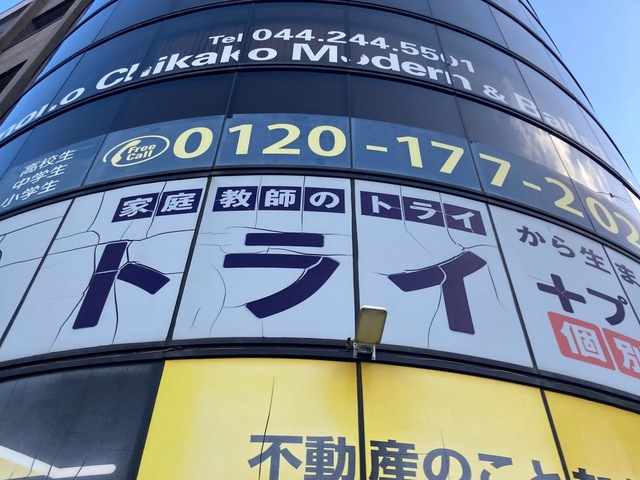 Tel 044.244.5501
Chikako Modern & Ballet
Free Call 0120-177-202
高校生
中学生
小学生
家庭教師のトライ
トライ
から生ま
+プ
個別
不動産のこと